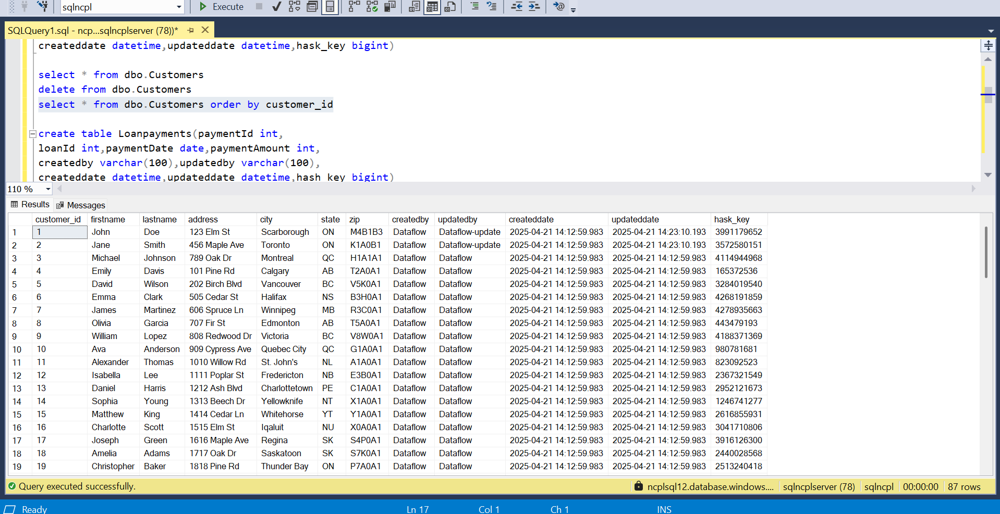 sqlncpl Execute
SQLQuery1.sql - ncp...sqlncplserver (78))*
createddate datetime,updateddate datetime,hask_key bigint)
select * from dbo.Customers
delete from dbo.Customers
select * from dbo.Customers order by customer_id
create table Loanpayments(paymentId int,
loanId int,paymentDate date,paymentAmount int,
createdby varchar(100),updatedby varchar(100),
createddate datetime,updateddate datetime,hash_key bigint)
110 %
Results Messages
customer_id firstname lastname address city state zip createdby updatedby createddate updateddate hask_key
1 1 John Doe 123 Elm St Scarborough ON M4B1B3 Dataflow Dataflow-update 2025-04-21 14:12:59.983 2025-04-21 14:23:10.193 3991179652
2 2 Jane Smith 456 Maple Ave Toronto ON K1A0B1 Dataflow Dataflow-update 2025-04-21 14:12:59.983 2025-04-21 14:23:10.193 3572580151
3 3 Michael Johnson 789 Oak Dr Montreal QC H1A1A1 Dataflow Dataflow 2025-04-21 14:12:59.983 2025-04-21 14:12:59.983 4114944968
4 4 Emily Davis 101 Pine Rd Calgary AB T2A0A1 Dataflow Dataflow 2025-04-21 14:12:59.983 2025-04-21 14:12:59.983 165372536
5 5 David Wilson 202 Birch Blvd Vancouver BC V5K0A1 Dataflow Dataflow 2025-04-21 14:12:59.983 2025-04-21 14:12:59.983 3284019540
6 6 Emma Clark 505 Cedar St Halifax NS B3H0A1 Dataflow Dataflow 2025-04-21 14:12:59.983 2025-04-21 14:12:59.983 4268191859
7 7 James Martinez 606 Spruce Ln Winnipeg MB R3C0A1 Dataflow Dataflow 2025-04-21 14:12:59.983 2025-04-21 14:12:59.983 4278935663
8 8 Olivia Garcia 707 Fir St Edmonton AB T5A0A1 Dataflow Dataflow 2025-04-21 14:12:59.983 2025-04-21 14:12:59.983 443479193
9 9 William Lopez 808 Redwood Dr Victoria BC V8W0A1 Dataflow Dataflow 2025-04-21 14:12:59.983 2025-04-21 14:12:59.983 4188371369
10 10 Ava Anderson 909 Cypress Ave Quebec City QC G1A0A1 Dataflow Dataflow 2025-04-21 14:12:59.983 2025-04-21 14:12:59.983 980781681
11 11 Alexander Thomas 1010 Willow Rd St. John's NL A1A0A1 Dataflow Dataflow 2025-04-21 14:12:59.983 2025-04-21 14:12:59.983 823092523
12 12 Isabella Lee 1111 Poplar St Fredericton NB E3B0A1 Dataflow Dataflow 2025-04-21 14:12:59.983 2025-04-21 14:12:59.983 2367321549
13 13 Daniel Harris 1212 Ash Blvd Charlottetown PE C1A0A1 Dataflow Dataflow 2025-04-21 14:12:59.983 2025-04-21 14:12:59.983 2952121673
14 14 Sophia Young 1313 Beech Dr Yellowknife NT X1A0A1 Dataflow Dataflow 2025-04-21 14:12:59.983 2025-04-21 14:12:59.983 1246741277
15 15 Matthew King 1414 Cedar Ln Whitehorse YT Y1A0A1 Dataflow Dataflow 2025-04-21 14:12:59.983 2025-04-21 14:12:59.983 2616855931
16 16 Charlotte Scott 1515 Elm St Iqaluit NU X0A0A1 Dataflow Dataflow 2025-04-21 14:12:59.983 2025-04-21 14:12:59.983 3041710806
17 17 Joseph Green 1616 Maple Ave Regina SK S4P0A1 Dataflow Dataflow 2025-04-21 14:12:59.983 2025-04-21 14:12:59.983 3916126300
18 18 Amelia Adams 1717 Oak Dr Saskatoon SK S7K0A1 Dataflow Dataflow 2025-04-21 14:12:59.983 2025-04-21 14:12:59.983 2440028568
19 19 Christopher Baker 1818 Pine Rd Thunder Bay ON P7A0A1 Dataflow Dataflow 2025-04-21 14:12:59.983 2025-04-21 14:12:59.983 2513240418
Query executed successfully. ncplsql12.database.windows.... sqlncplserver (78) sqlncpl 00:00:00 87 rows
Ready Ln 17 Col 1 Ch 1 INS